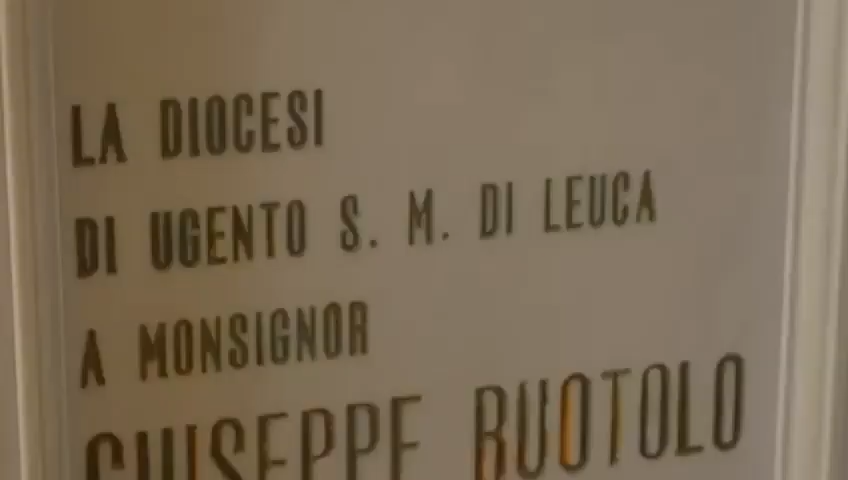 LA DIOCESI
DI UGENTO S. M. DI LEUCA
A MONSIGNOR
GIUSEPPE RUOTOLO